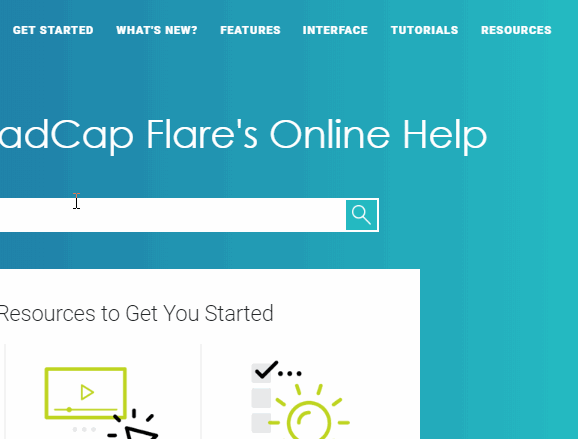 GET STARTED WHAT'S NEW? FEATURES INTERFACE TUTORIALS RESOURCES
adCap Flare's Online Help
Resources to Get You Started